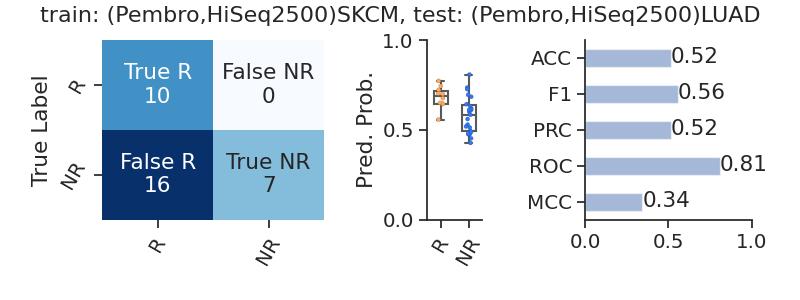 train: (Pembro,HiSeq2500)SKCM, test: (Pembro,HiSeq2500)LUAD
True Label
R
NR
True R
10
False NR
0
False R
16
True NR
7
R
NR
Pred. Prob.
1.0
0.5
0.0
R
NR
ACC
0.52
F1
0.56
PRC
0.52
ROC
0.81
MCC
0.34
0.0
0.5
1.0